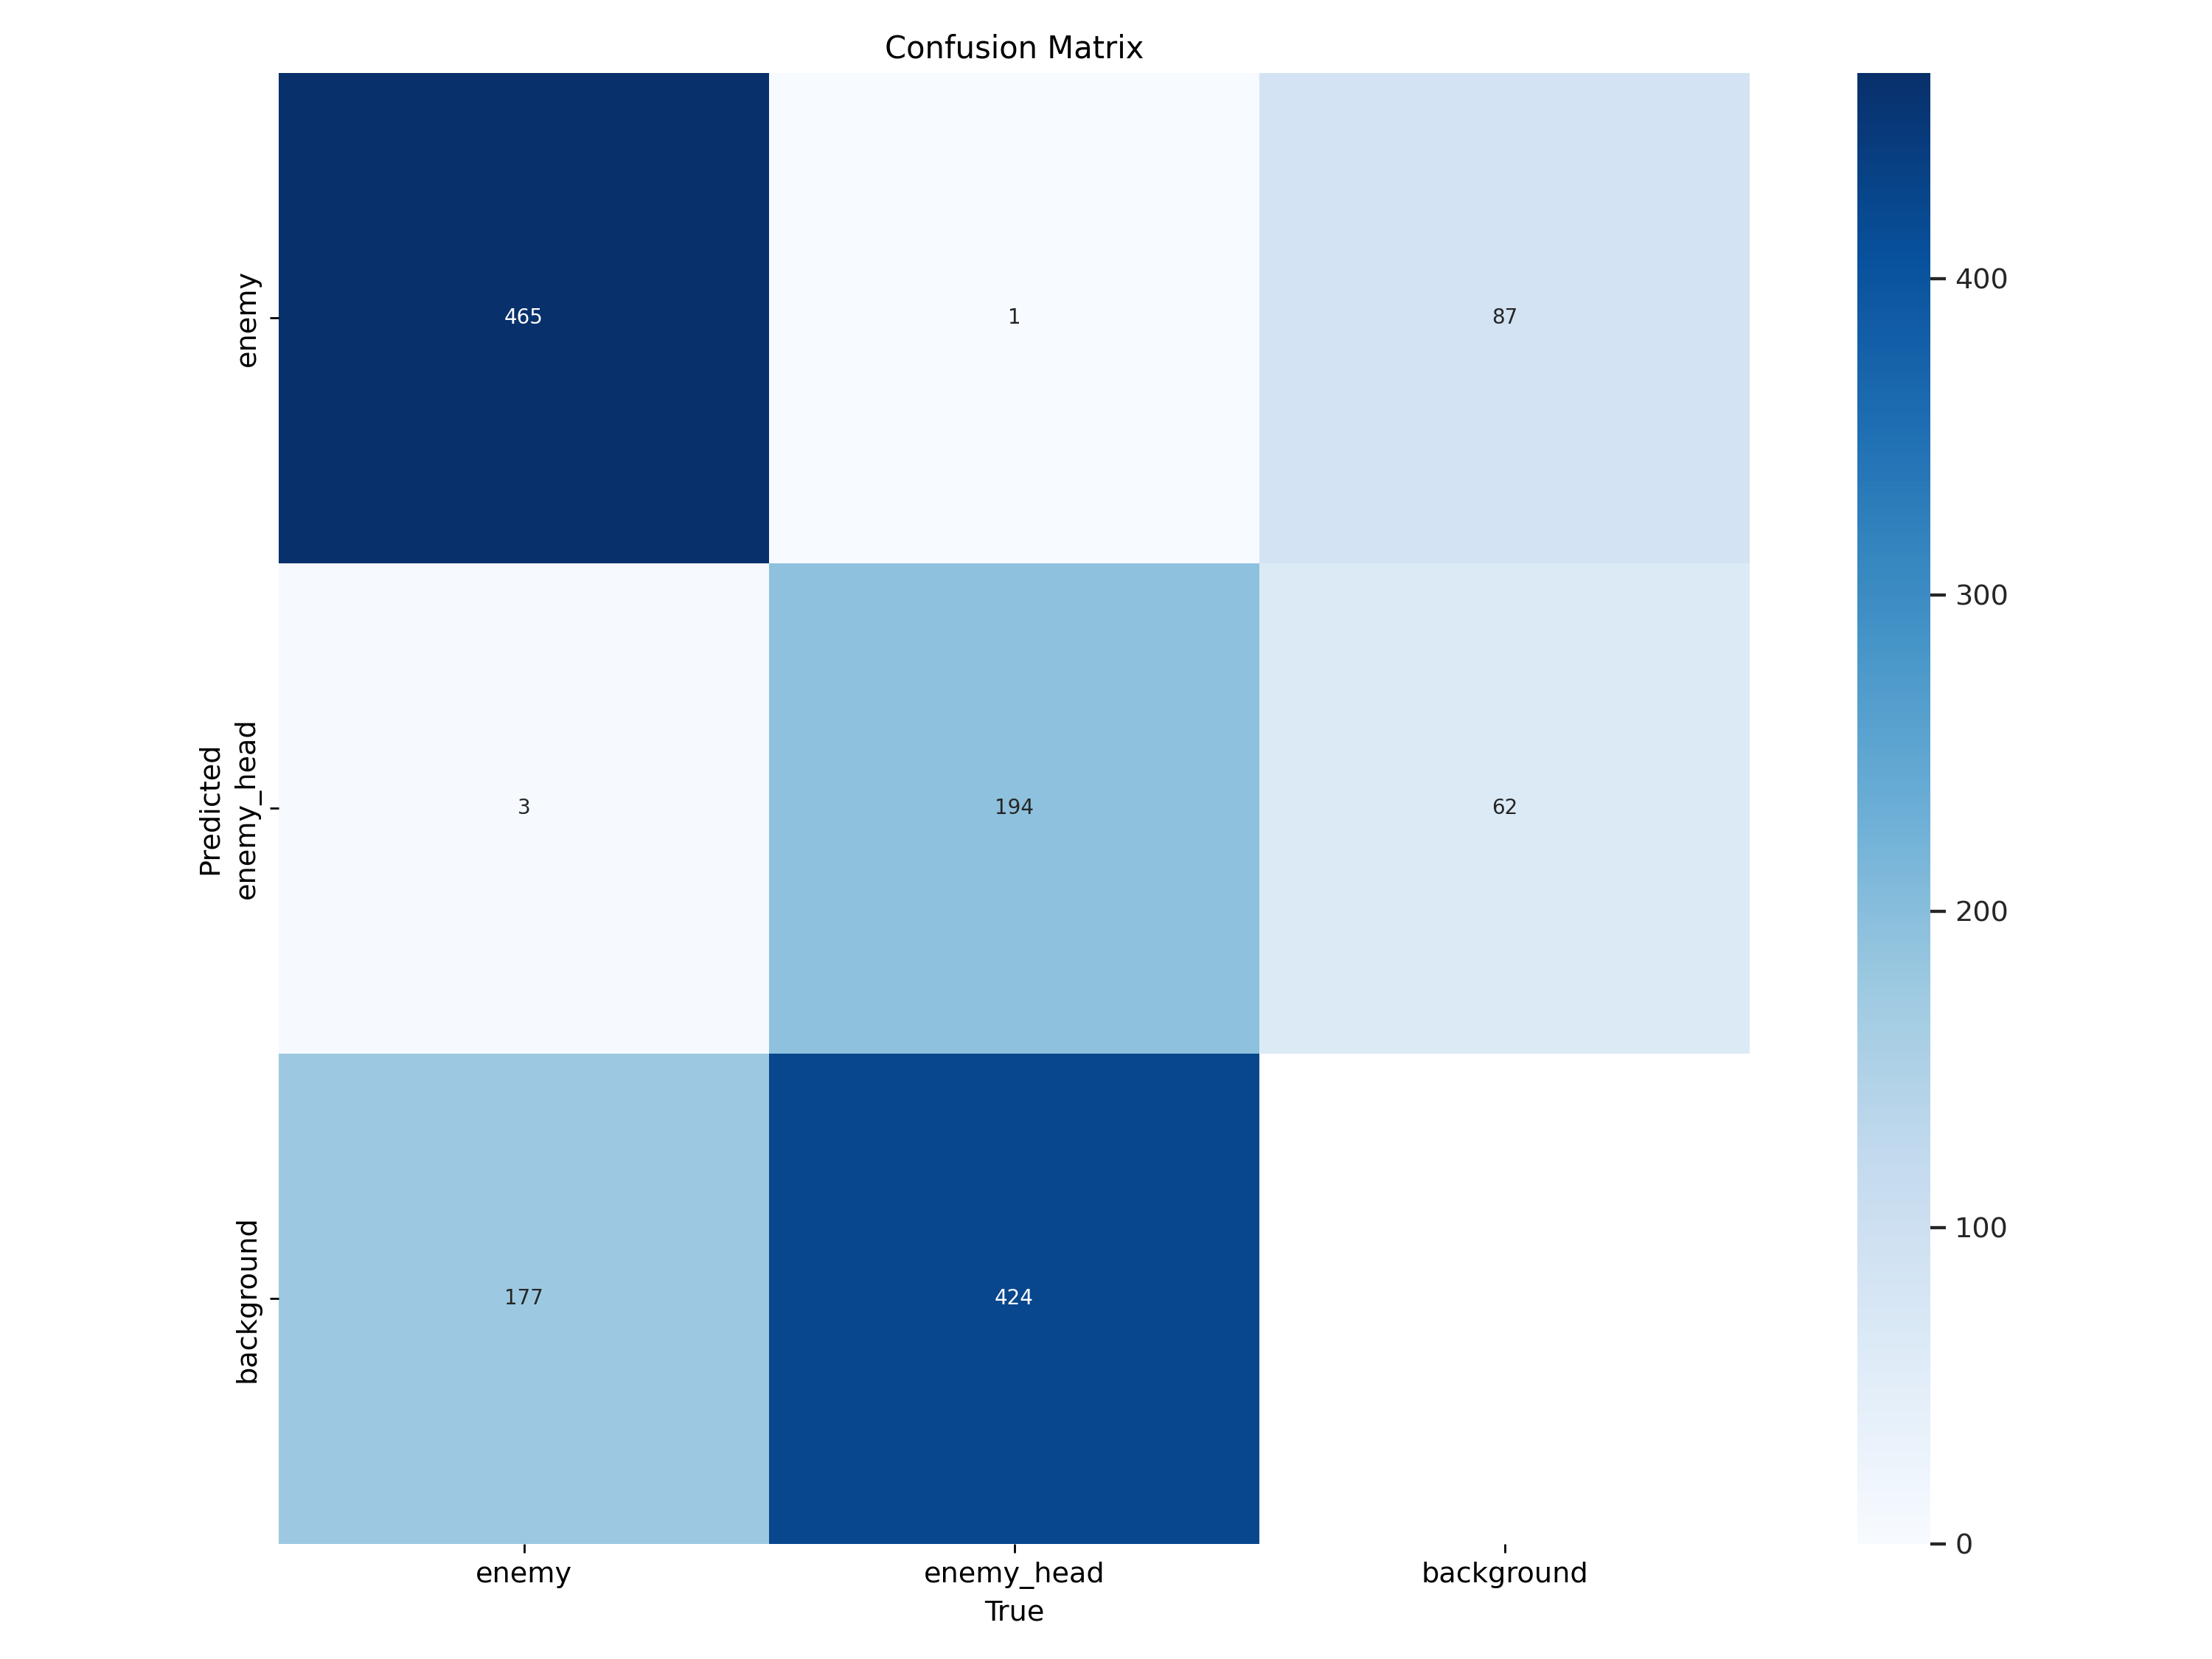 Confusion Matrix
enemy
465
1
87
400
300
Predicted
enemy_head
3
194
62
200
background
177
424
100
0
enemy
enemy_head
background
True